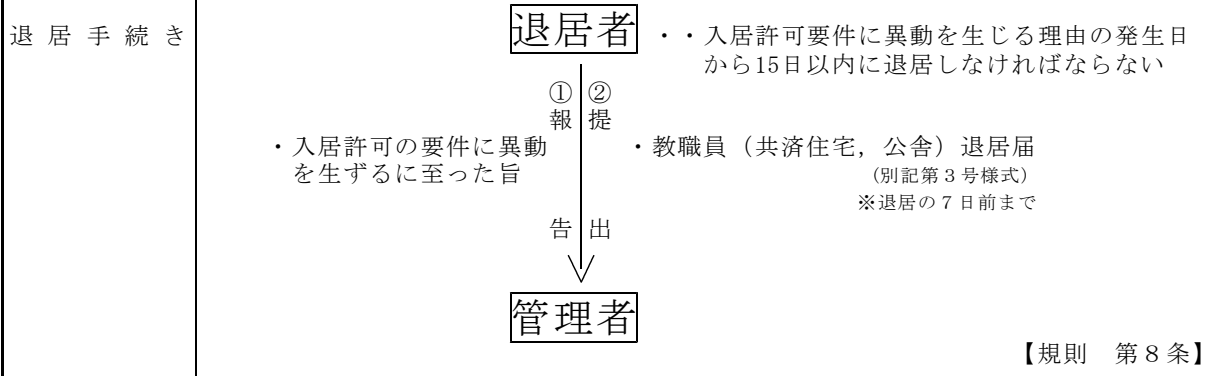 退居手続き
退居者 ・・入居許可要件に異動を生じる理由の発生日
から15日以内に退居しなければならない
①報告
②提出
・入居許可の要件に異動
を生ずるに至った旨
・教職員（共済住宅，公舎）退居届
（別記第３号様式）
※退居の７日前まで
管理者
【規則　第８条】